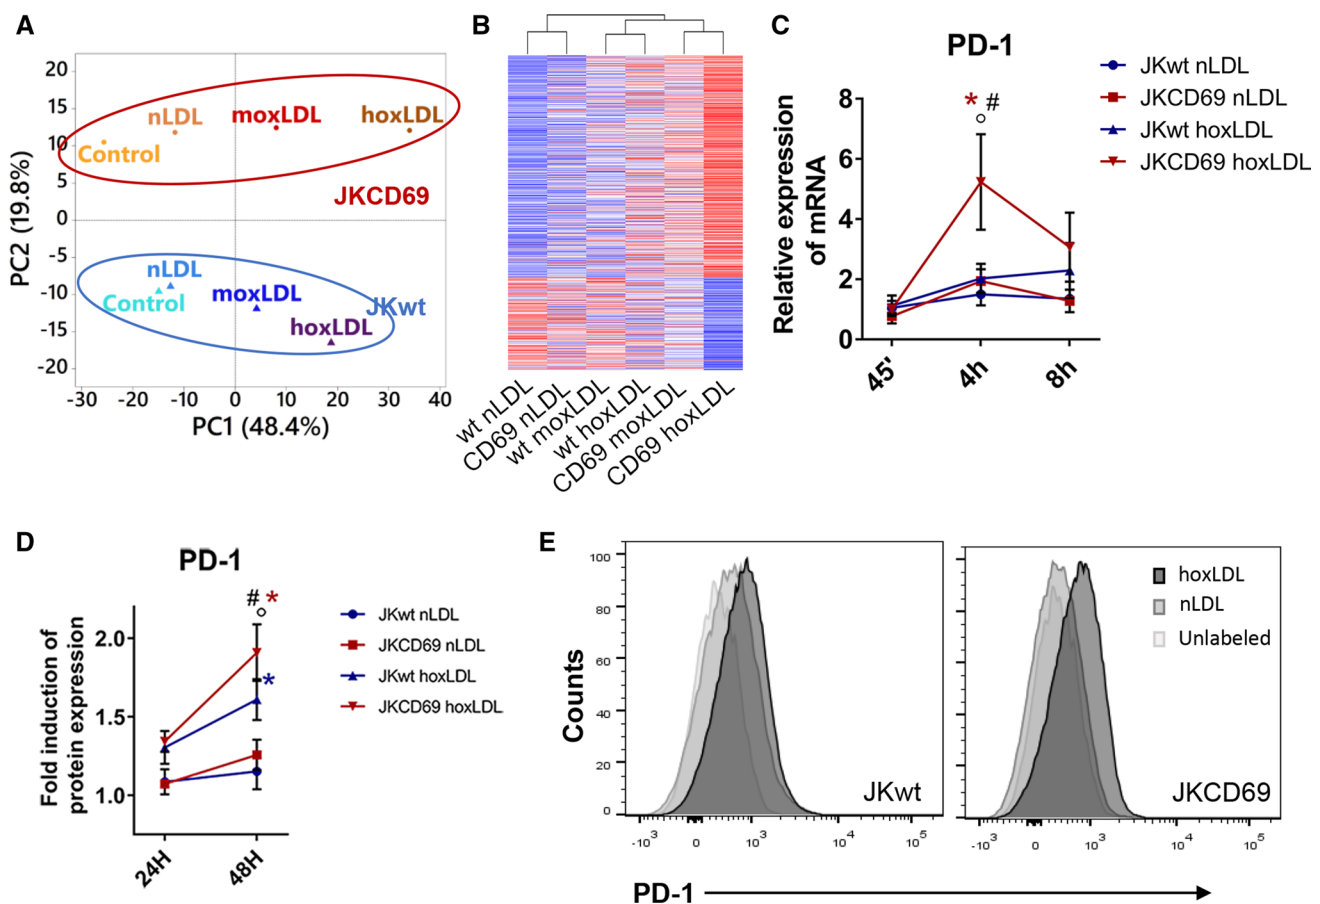 A
PC2 (19.8%)
20
15
10
5
0
-5
-10
-15
-20
nLDL
moxLDL
hoxLDL
Control
JKCD69
nLDL
Control
moxLDL
JKwt
hoxLDL
-30
-20
-10
0
10
20
30
40
PC1 (48.4%)
B
wt nLDL
CD69 nLDL
wt moxLDL
wt hoxLDL
CD69 moxLDL
CD69 hoxLDL
C
PD-1
Relative expression
of mRNA
8
6
4
2
0
* #
45'
4h
8h
JKwt nLDL
JKCD69 nLDL
JKwt hoxLDL
JKCD69 hoxLDL
D
PD-1
Fold induction of
protein expression
2.0
1.5
1.0
# *
*
24H
48H
JKwt nLDL
JKCD69 nLDL
JKwt hoxLDL
JKCD69 hoxLDL
E
Counts
100
80
60
40
20
0
JKwt
-10³
0
10³
10⁴
10⁵
hoxLDL
nLDL
Unlabeled
JKCD69
-10³
0
10³
10⁴
10⁵
PD-1